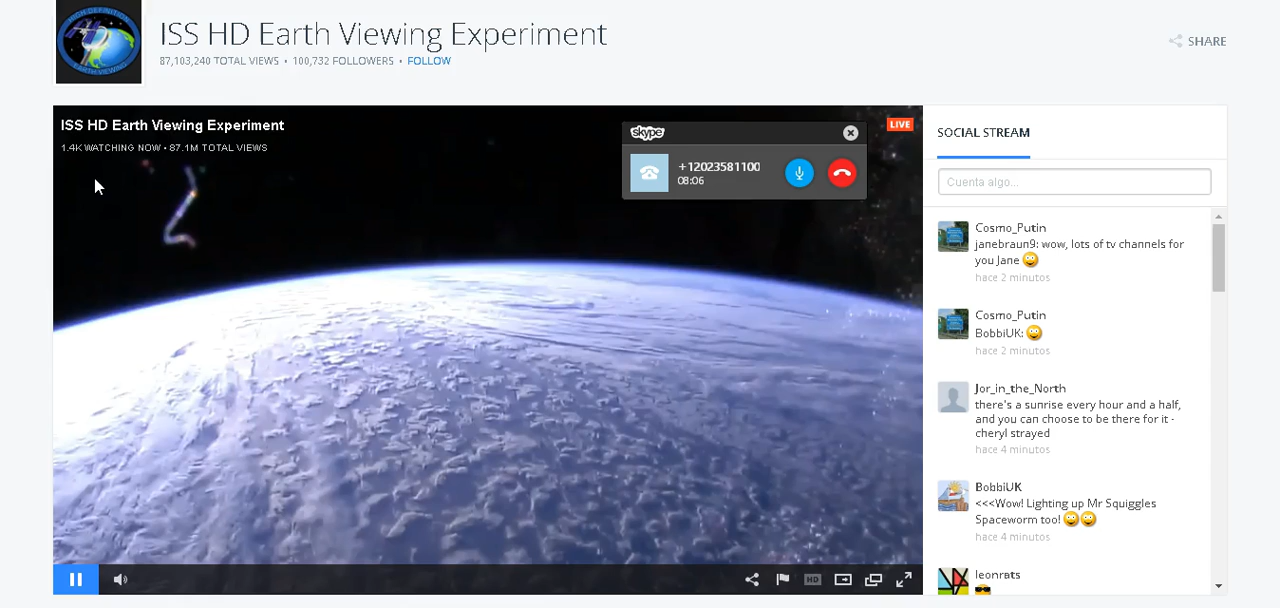 ISS HD Earth Viewing Experiment
87,103,240 TOTAL VIEWS • 100,732 FOLLOWERS • FOLLOW
SHARE
ISS HD Earth Viewing Experiment
1.4K WATCHING NOW • 87.1M TOTAL VIEWS
skype
+12023581100
08:06
LIVE
HD
SOCIAL STREAM
Cuenta algo...
Cosmo_Putin
janebraun9: wow, lots of tv channels for
you Jane
hace 2 minutos
Cosmo_Putin
BobbiUK:
hace 2 minutos
Jor_in_the_North
there's a sunrise every hour and a half,
and you can choose to be there for it -
cheryl strayed
hace 4 minutos
BobbiUK
<<<Wow! Lighting up Mr Squiggles
Spaceworm too!
hace 4 minutos
leonrats